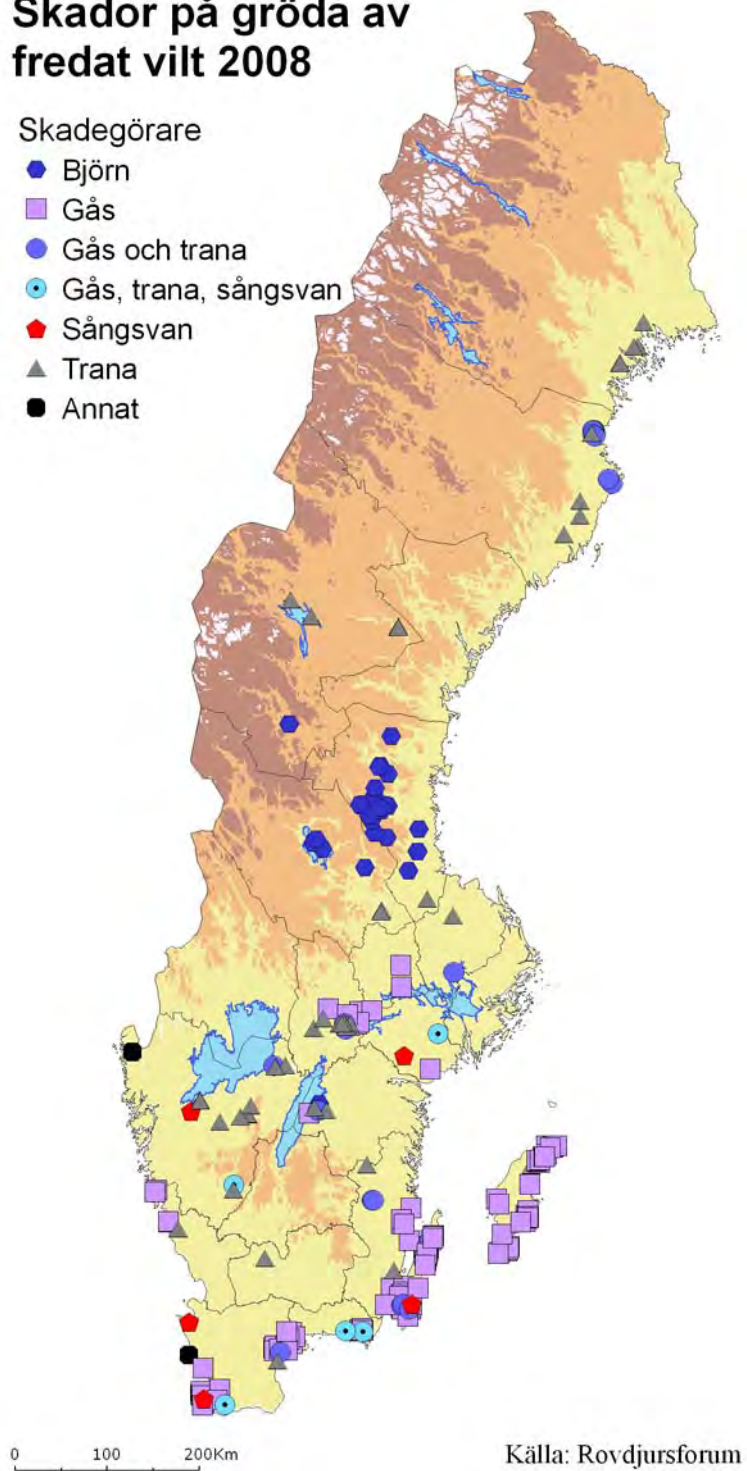 Skador på gröda av
fredat vilt 2008
Skadegörare
Björn
Gås
Gås och trana
Gås, trana, sångsvan
Sångsvan
Trana
Annat
0 100 200Km
Källa: Rovdjursforum